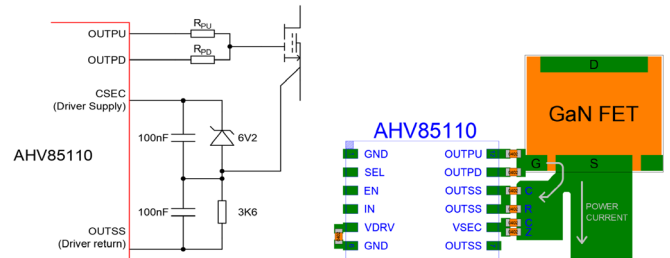 OUTPU
R_PU
OUTPD
R_PD
CSEC
(Driver Supply)
100nF
6V2
AHV85110
100nF
3K6
OUTSS
(Driver return)
D
GaN FET
AHV85110
GND
OUTPU
G
S
SEL
OUTPD
EN
OUTSS
C
IN
OUTSS
R
POWER
CURRENT
VDRV
VSEC
C
Z
GND
OUTSS